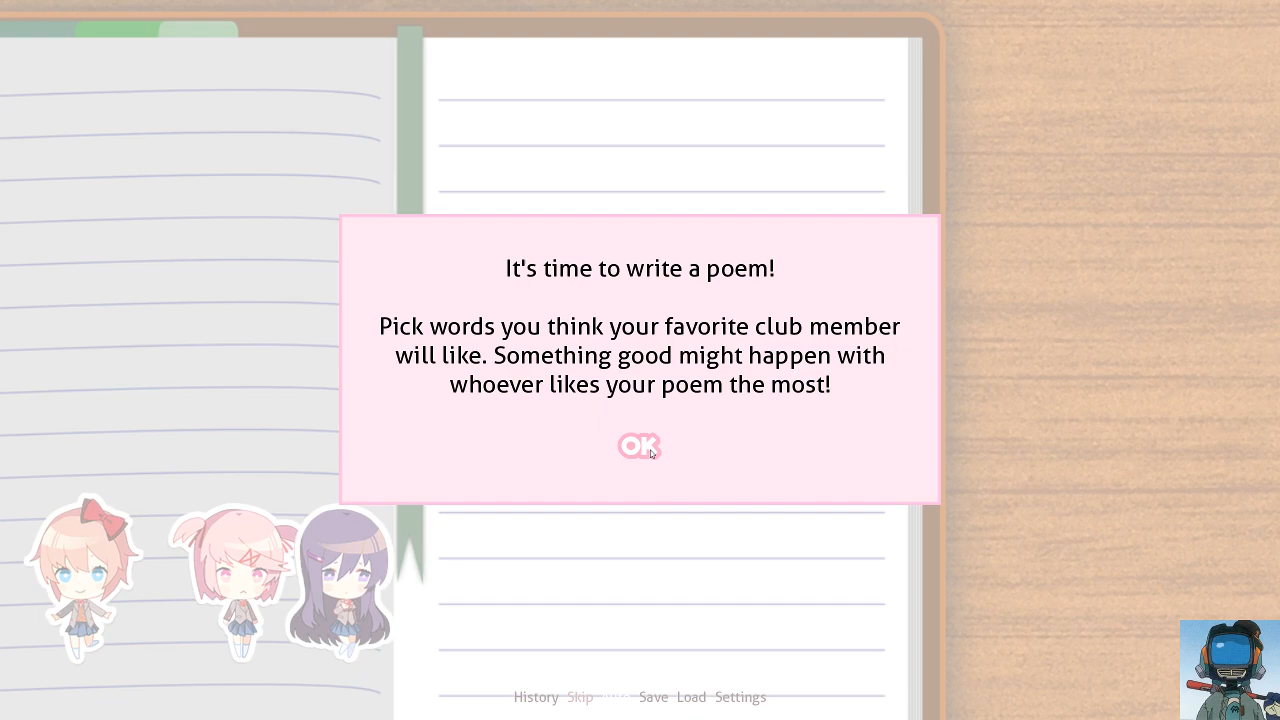 It's time to write a poem!
Pick words you think your favorite club member
will like. Something good might happen with
whoever likes your poem the most!
OK
History Skip Auto Save Load Settings